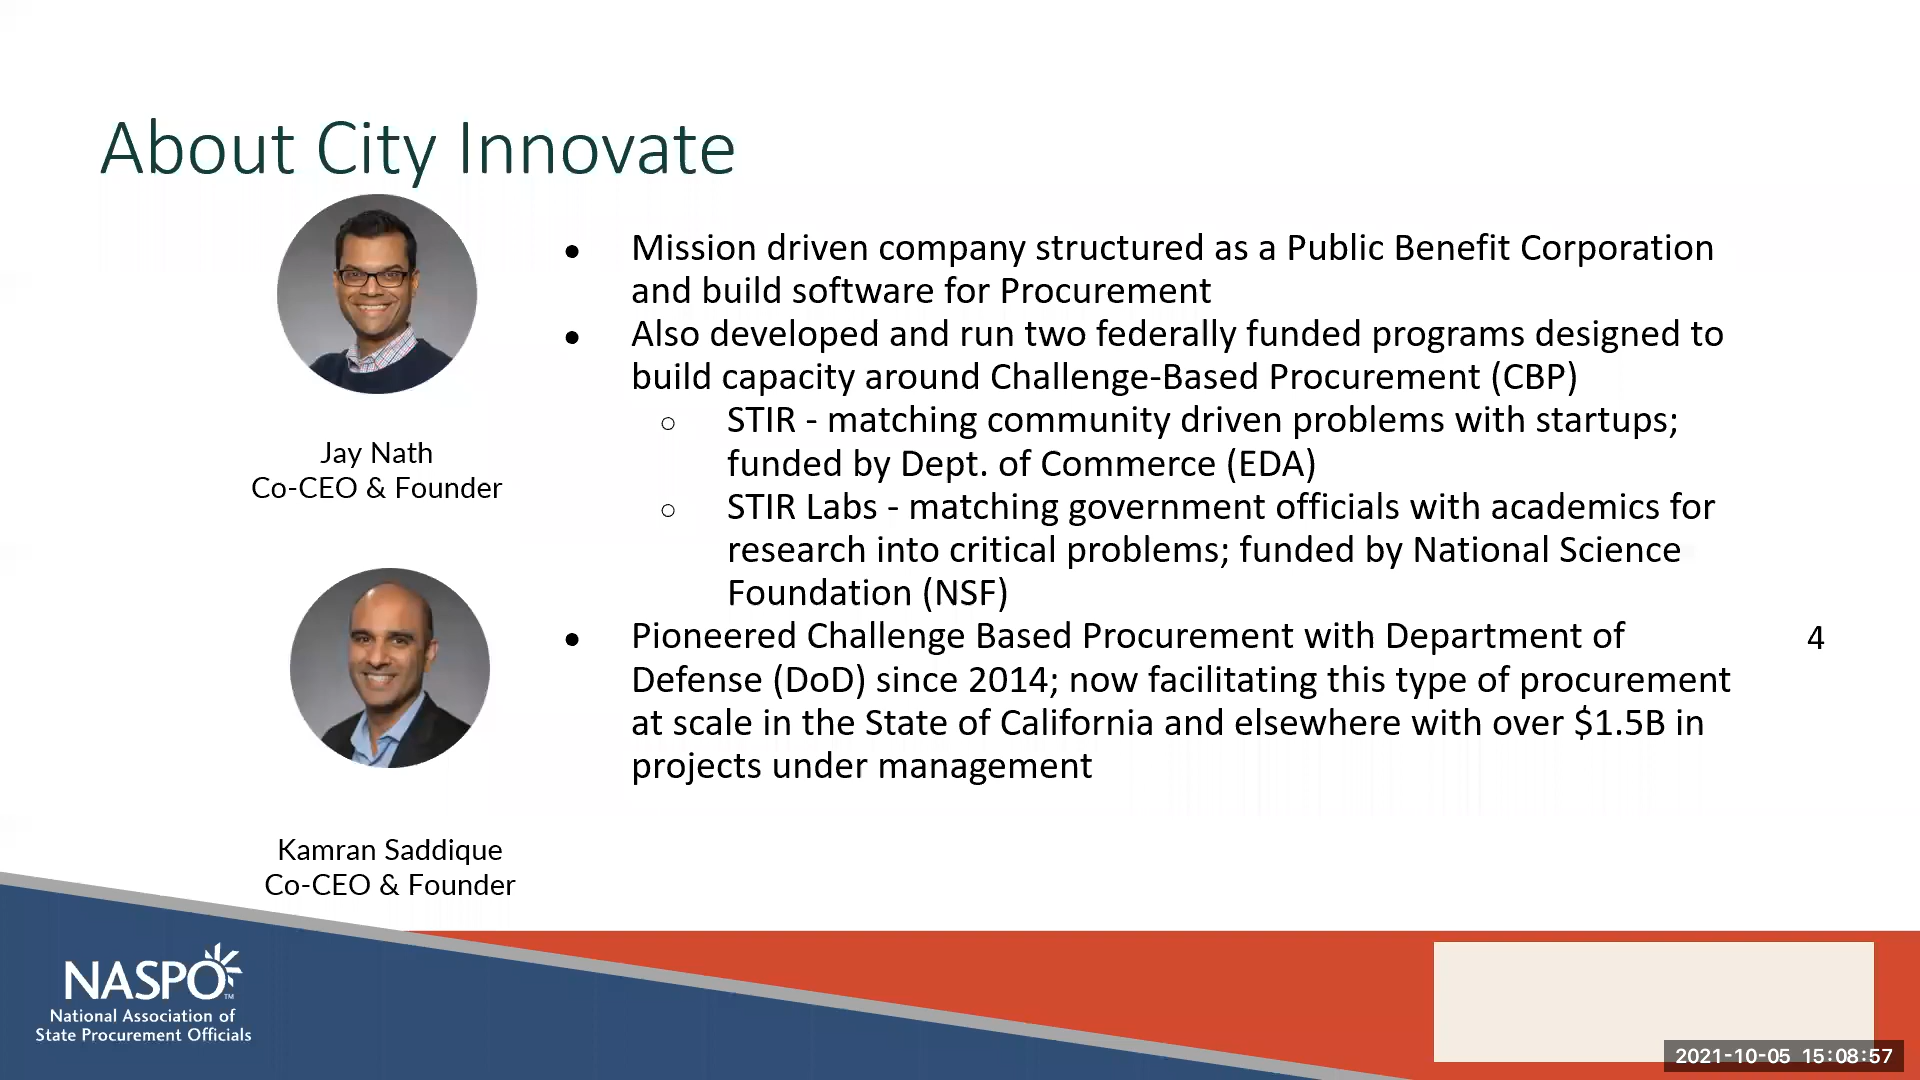 About City Innovate
Jay Nath
Co-CEO & Founder
Kamran Saddique
Co-CEO & Founder
● Mission driven company structured as a Public Benefit Corporation
and build software for Procurement
● Also developed and run two federally funded programs designed to
build capacity around Challenge-Based Procurement (CBP)
○ STIR - matching community driven problems with startups;
funded by Dept. of Commerce (EDA)
○ STIR Labs - matching government officials with academics for
research into critical problems; funded by National Science
Foundation (NSF)
● Pioneered Challenge Based Procurement with Department of
Defense (DoD) since 2014; now facilitating this type of procurement
at scale in the State of California and elsewhere with over $1.5B in
projects under management
4
NASPO™
National Association of
State Procurement Officials
2021-10-05 15:08:57